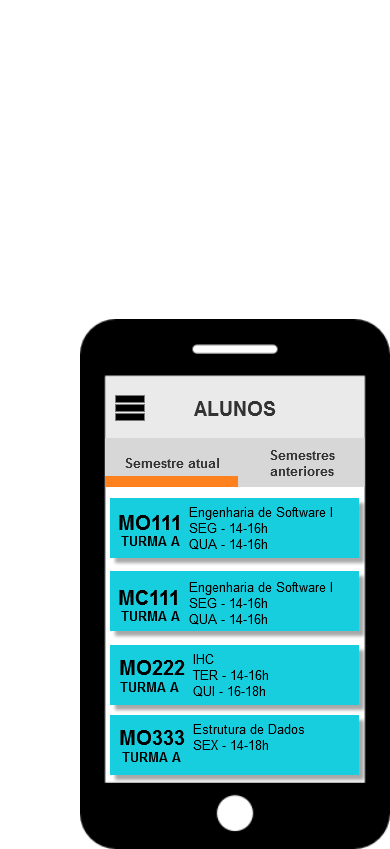 ALUNOS
Semestre atual
Semestres
anteriores
MO111
TURMA A
Engenharia de Software I
SEG - 14-16h
QUA - 14-16h
MC111
TURMA A
Engenharia de Software I
SEG - 14-16h
QUA - 14-16h
MO222
TURMA A
IHC
TER - 14-16h
QUI - 16-18h
MO333
TURMA A
Estrutura de Dados
SEX - 14-18h